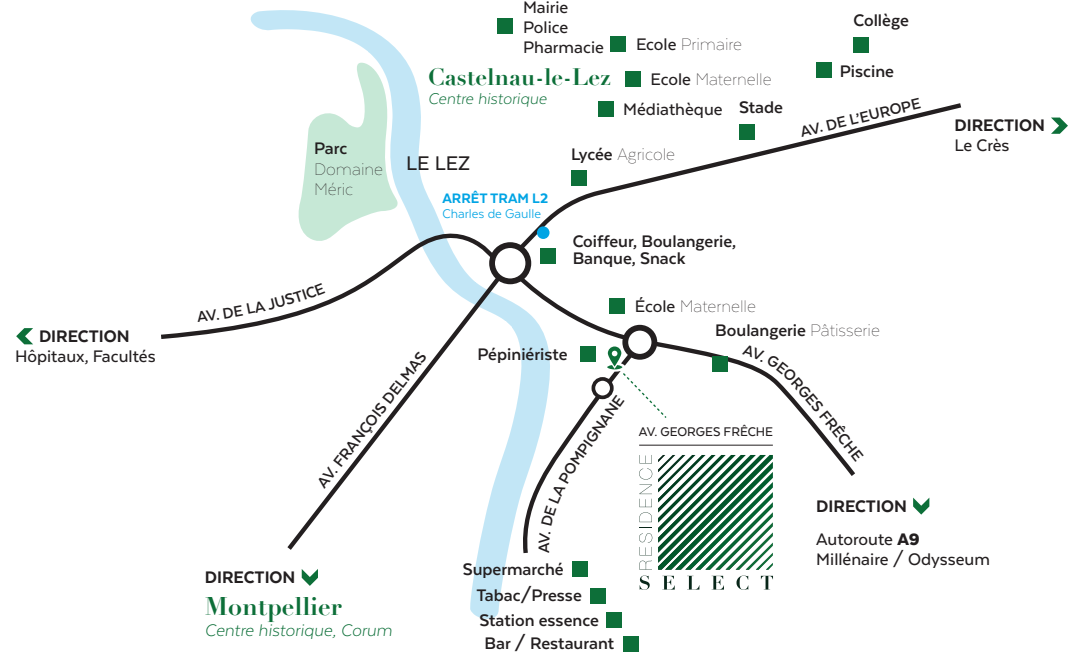 Mairie
Police
Pharmacie
Ecole Primaire
Collège
Castelnau-le-Lez
Centre historique
Ecole Maternelle
Piscine
Médiathèque
Stade
AV. DE L'EUROPE
DIRECTION
Le Crès
Parc
Domaine
Méric
LE LEZ
Lycée Agricole
ARRÊT TRAM L2
Charles de Gaulle
Coiffeur, Boulangerie,
Banque, Snack
AV. DE LA JUSTICE
DIRECTION
Hôpitaux, Facultés
École Maternelle
Boulangerie Pâtisserie
Pépiniériste
AV. GEORGES FRÊCHE
AV. FRANÇOIS DELMAS
AV. DE LA POMPIGNANE
AV. GEORGES FRÊCHE
RESIDENCE
SELECT
DIRECTION
Autoroute A9
Millénaire / Odysseum
DIRECTION
Montpellier
Centre historique, Corum
Supermarché
Tabac/Presse
Station essence
Bar / Restaurant